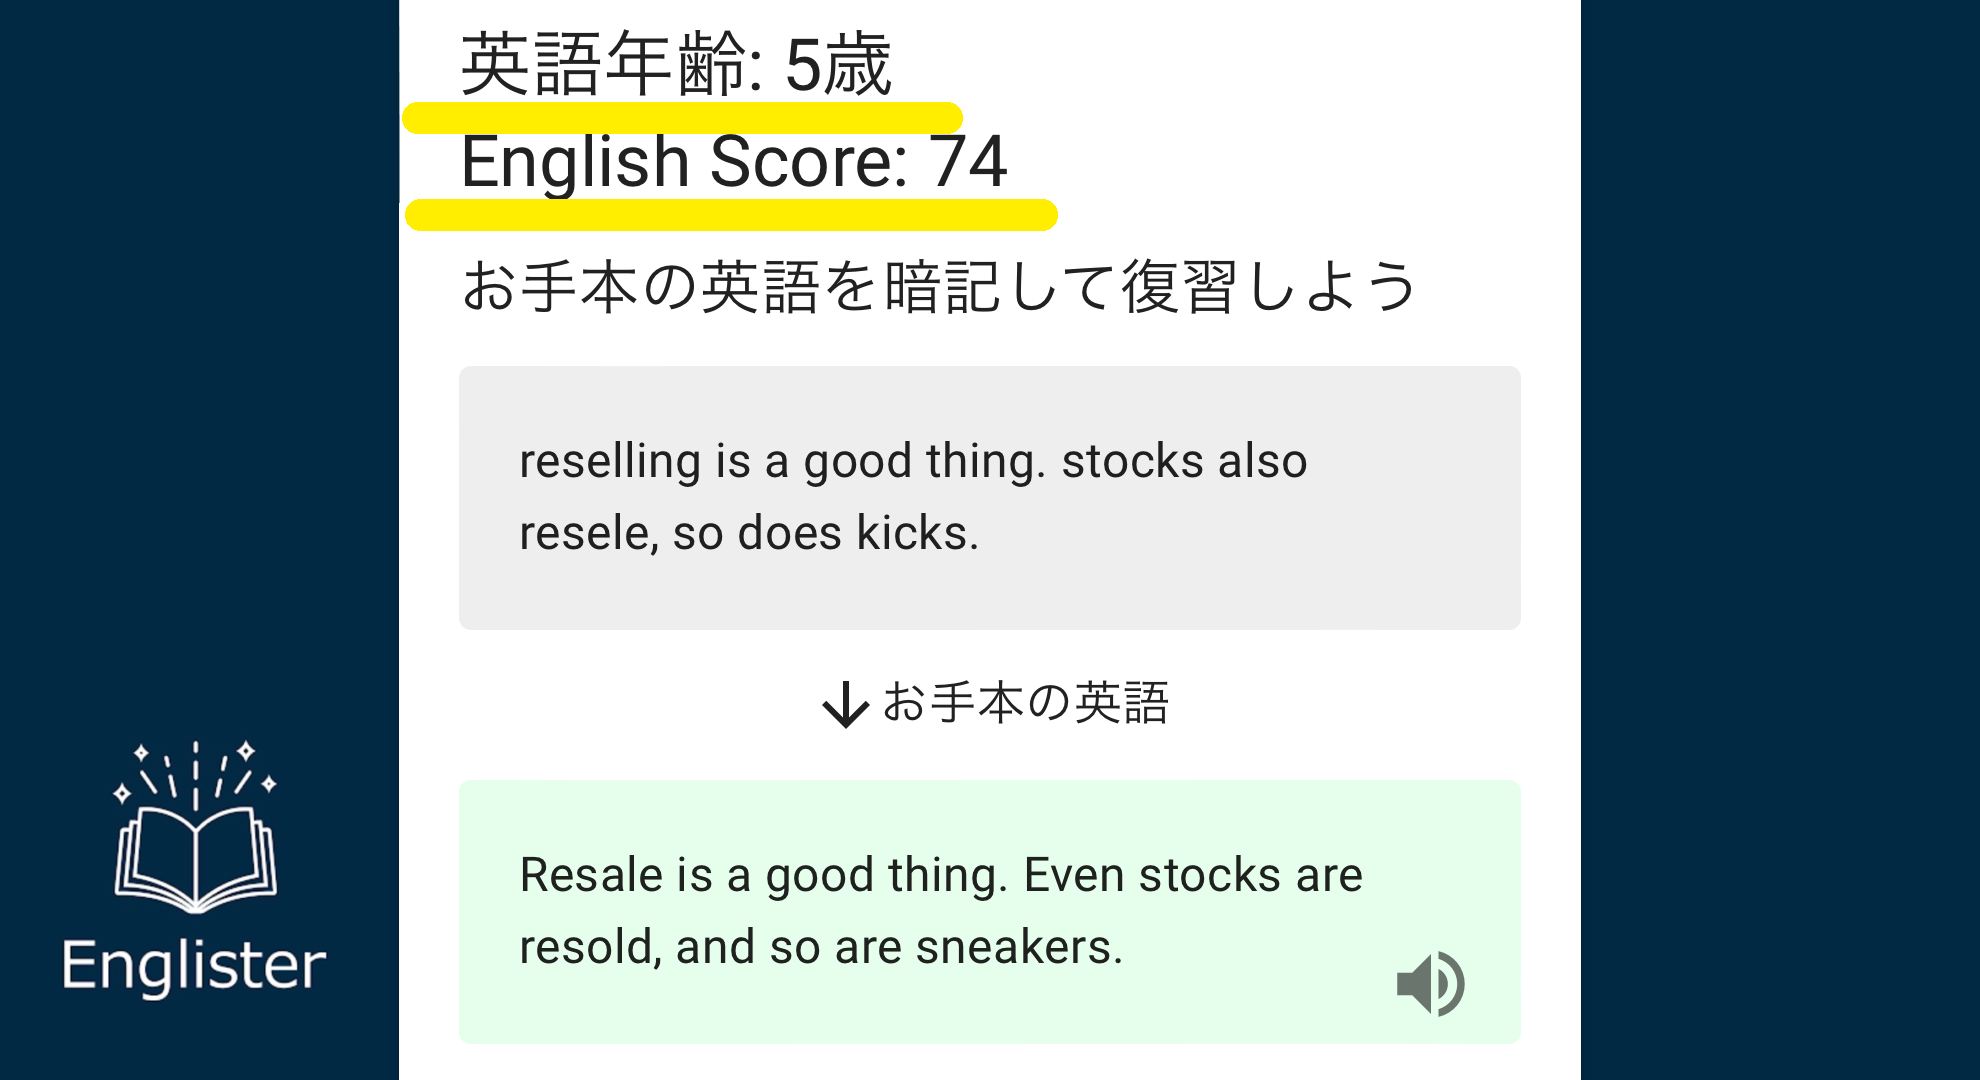 英語年齢: 5歳
English Score: 74
お手本の英語を暗記して復習しよう
reselling is a good thing. stocks also
resele, so does kicks.
お手本の英語
Resale is a good thing. Even stocks are
resold, and so are sneakers.
Englister